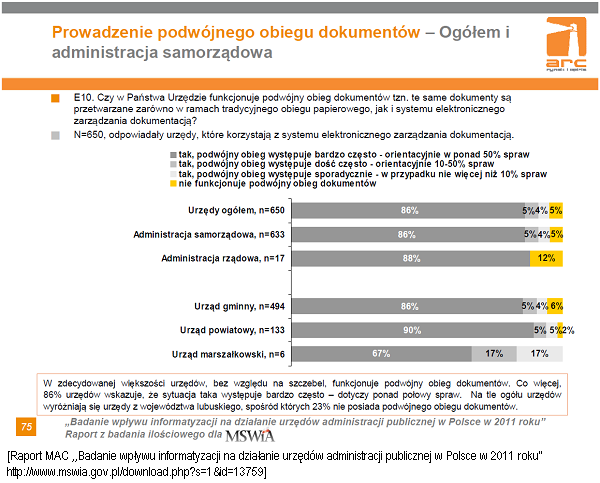 Prowadzenie podwójnego obiegu dokumentów – Ogółem i
administracja samorządowa
arc
rynek i opinia
E10. Czy w Państwa Urzędzie funkcjonuje podwójny obieg dokumentów tzn. te same dokumenty są
przetwarzane zarówno w ramach tradycyjnego obiegu papierowego, jak i systemu elektronicznego
zarządzania dokumentacją?
N=650, odpowiadały urzędy, które korzystają z systemu elektronicznego zarządzania dokumentacją.
tak, podwójny obieg występuje bardzo często - orientacyjnie w ponad 50% spraw
tak, podwójny obieg występuje dość często - orientacyjnie 10-50% spraw
tak, podwójny obieg występuje sporadycznie - w przypadku nie więcej niż 10% spraw
nie funkcjonuje podwójny obieg dokumentów
Urzędy ogółem, n=650 86% 5% 4% 5%
Administracja samorządowa, n=633 86% 5% 4% 5%
Administracja rządowa, n=17 88% 12%
Urząd gminny, n=494 86% 5% 4% 6%
Urząd powiatowy, n=133 90% 5% 5% 2%
Urząd marszałkowski, n=6 67% 17% 17%
W zdecydowanej większości urzędów, bez względu na szczebel, funkcjonuje podwójny obieg dokumentów. Co więcej,
86% urzędów wskazuje, że sytuacja taka występuje bardzo często – dotyczy ponad połowy spraw. Na tle ogółu urzędów
wyróżniają się urzędy z województwa lubuskiego, spośród których 23% nie posiada podwójnego obiegu dokumentów.
75
„Badanie wpływu informatyzacji na działanie urzędów administracji publicznej w Polsce w 2011 roku”
Raport z badania ilościowego dla MSWiA
[Raport MAC ,,Badanie wpływu informatyzacji na działanie urzędów administracji publicznej w Polsce w 2011 roku"
http://www.mswia.gov.pl/download.php?s=1&id=13759]